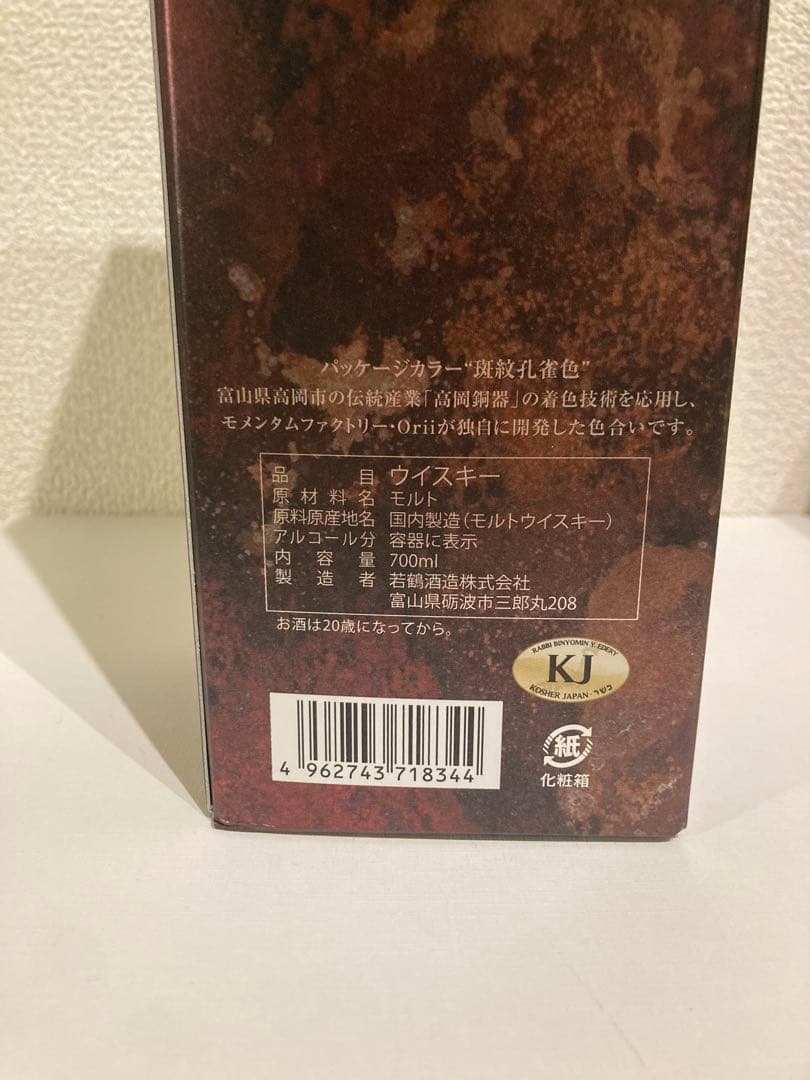 パッケージカラー“斑紋孔雀色”
富山県高岡市の伝統産業「高岡銅器」の着色技術を応用し、
モメンタムファクトリー・Oriiが独自に開発した色合いです。
品目 ウイスキー
原材料名 モルト
原料原産地名 国内製造（モルトウイスキー）
アルコール分 容器に表示
内容量 700ml
製造者 若鶴酒造株式会社
富山県砺波市三郎丸208
お酒は20歳になってから。
RABBI BINYOMIN Y. EDERY
KJ
KOSHER JAPAN - כשר
紙
化粧箱
4 962743 718344